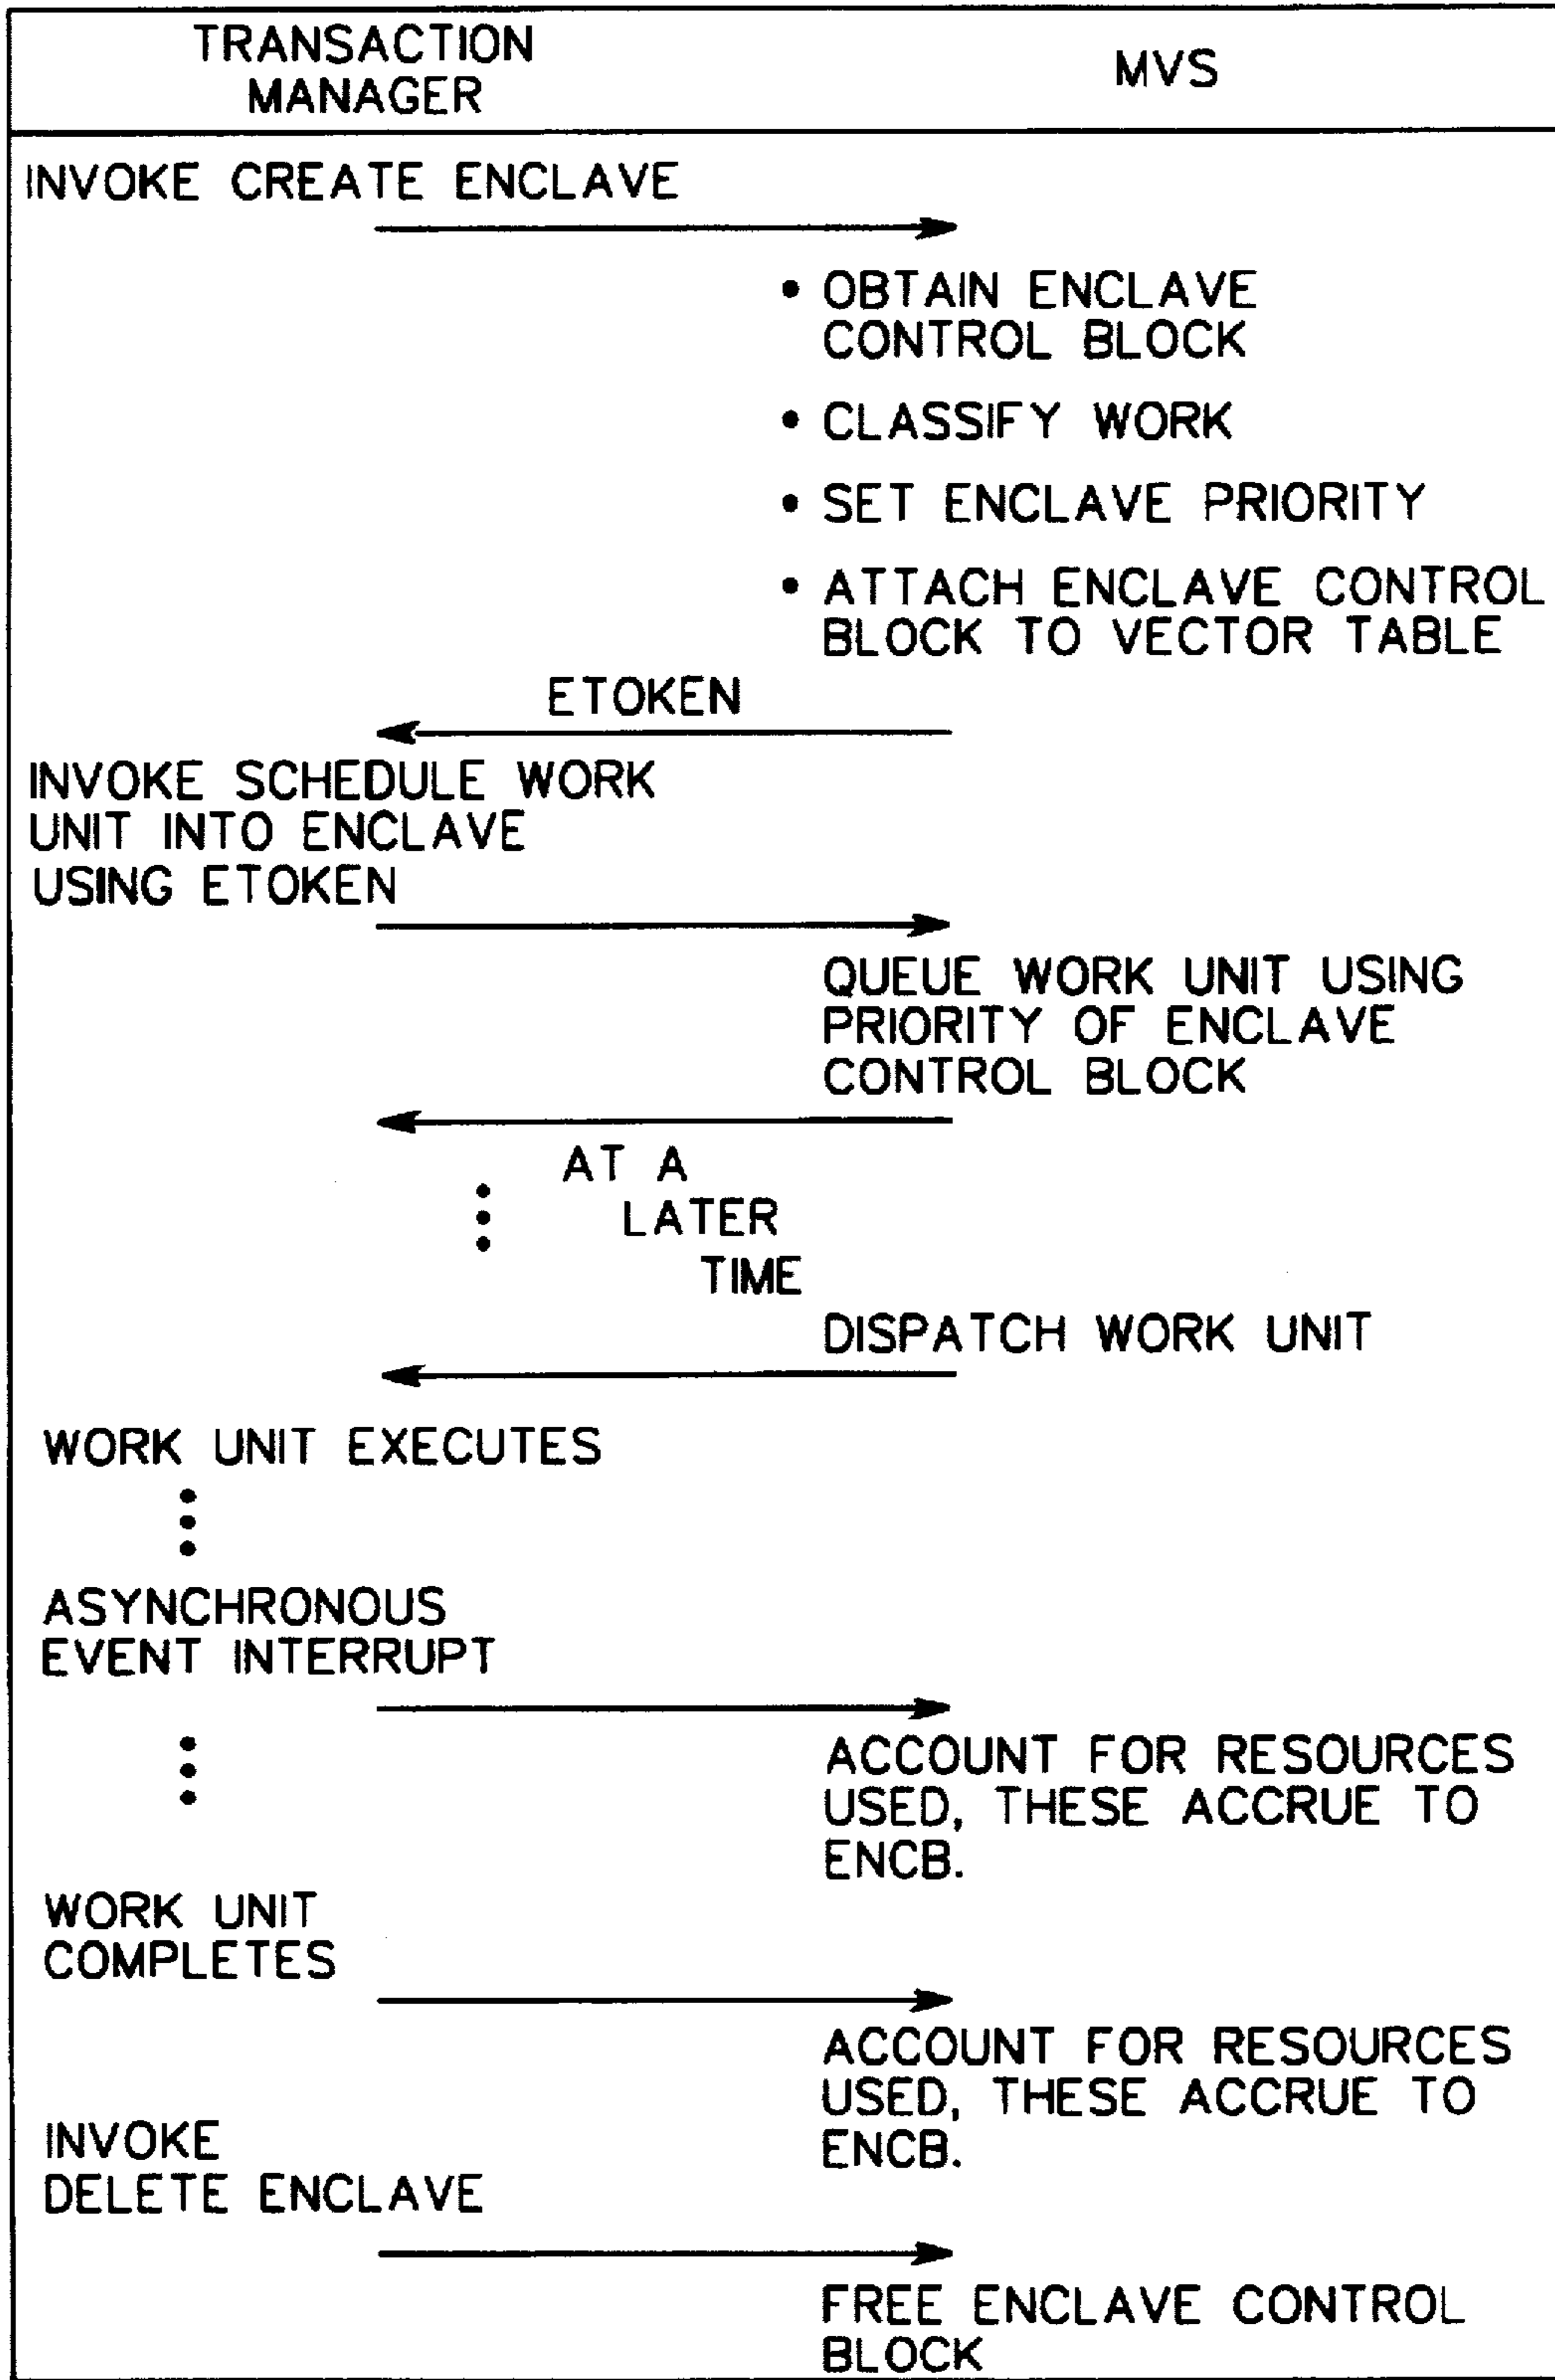 TRANSACTION
MANAGER
MVS
INVOKE CREATE ENCLAVE
• OBTAIN ENCLAVE
CONTROL BLOCK
• CLASSIFY WORK
• SET ENCLAVE PRIORITY
• ATTACH ENCLAVE CONTROL
BLOCK TO VECTOR TABLE
ETOKEN
INVOKE SCHEDULE WORK
UNIT INTO ENCLAVE
USING ETOKEN
QUEUE WORK UNIT USING
PRIORITY OF ENCLAVE
CONTROL BLOCK
AT A
LATER
TIME
DISPATCH WORK UNIT
WORK UNIT EXECUTES
ASYNCHRONOUS
EVENT INTERRUPT
ACCOUNT FOR RESOURCES
USED, THESE ACCRUE TO
ENCB.
WORK UNIT
COMPLETES
ACCOUNT FOR RESOURCES
USED, THESE ACCRUE TO
ENCB.
INVOKE
DELETE ENCLAVE
FREE ENCLAVE CONTROL
BLOCK